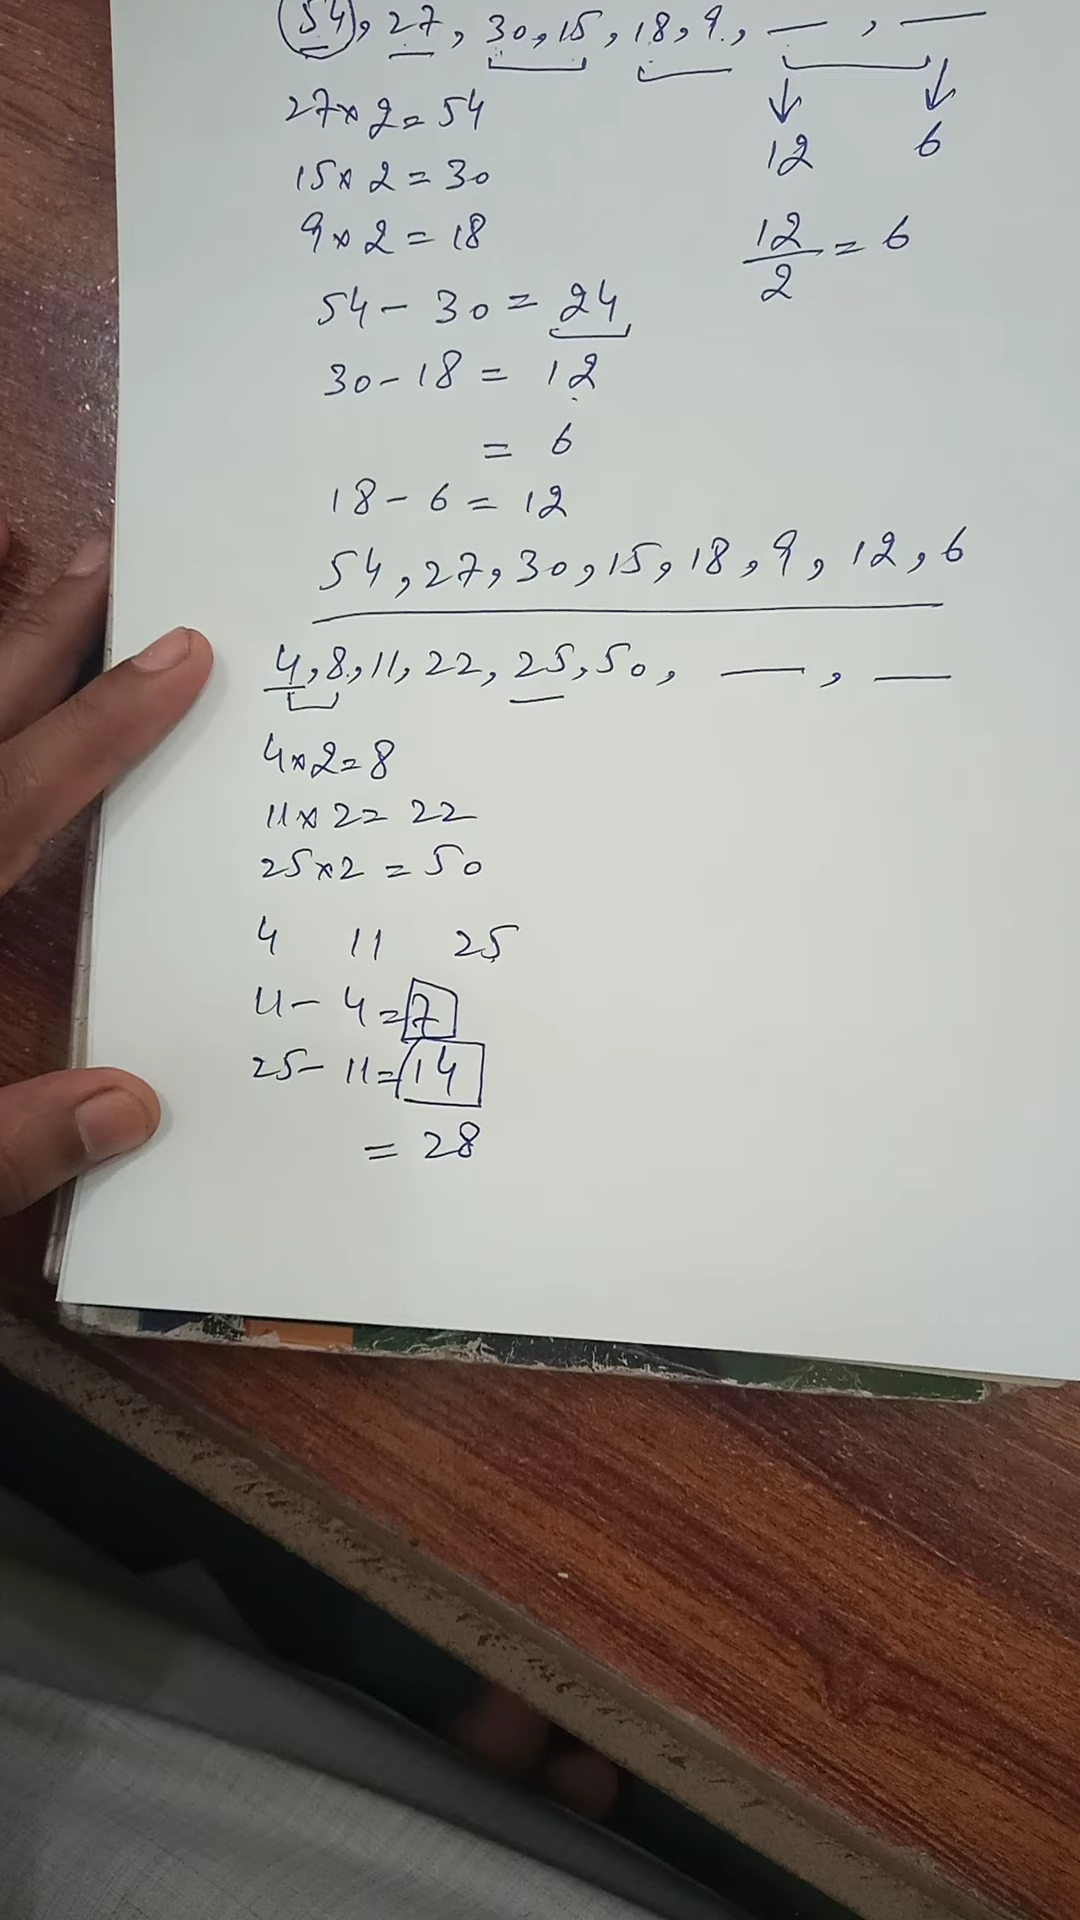 54, 27, 30, 15, 18, 9, __, __
27 × 2 = 54
12 6
15 × 2 = 30
9 × 2 = 18
12/2 = 6
54 - 30 = 24
30 - 18 = 12
= 6
18 - 6 = 12
54, 27, 30, 15, 18, 9, 12, 6
4, 8, 11, 22, 25, 50, __, __
4 × 2 = 8
11 × 2 = 22
25 × 2 = 50
4 11 25
11 - 4 = 7
25 - 11 = 14
= 28